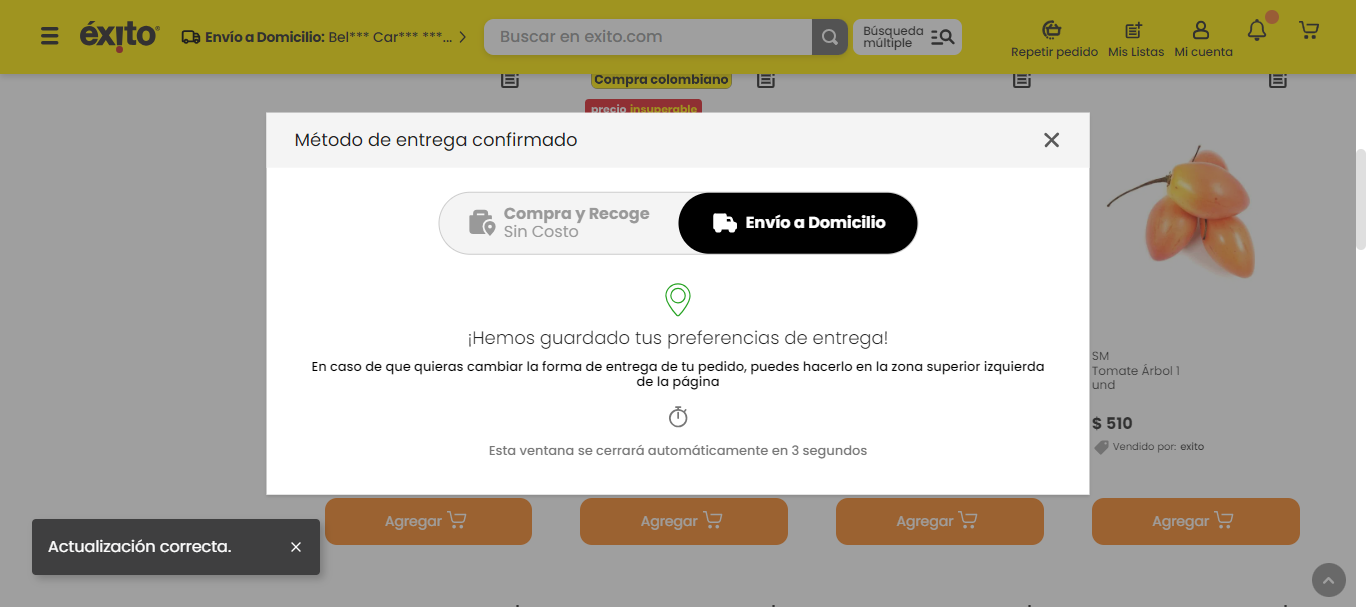 éxito
Envío a Domicilio: Bel*** Car*** ***...
Buscar en exito.com
Búsqueda
múltiple
Repetir pedido
Mis Listas
Mi cuenta
Compra colombiano
precio insuperable
Método de entrega confirmado
Compra y Recoge
Sin Costo
Envío a Domicilio
¡Hemos guardado tus preferencias de entrega!
En caso de que quieras cambiar la forma de entrega de tu pedido, puedes hacerlo en la zona superior izquierda
de la página
Esta ventana se cerrará automáticamente en 3 segundos
SM
Tomate Árbol 1
und
$ 510
Vendido por: exito
Agregar
Agregar
Agregar
Agregar
Actualización correcta.